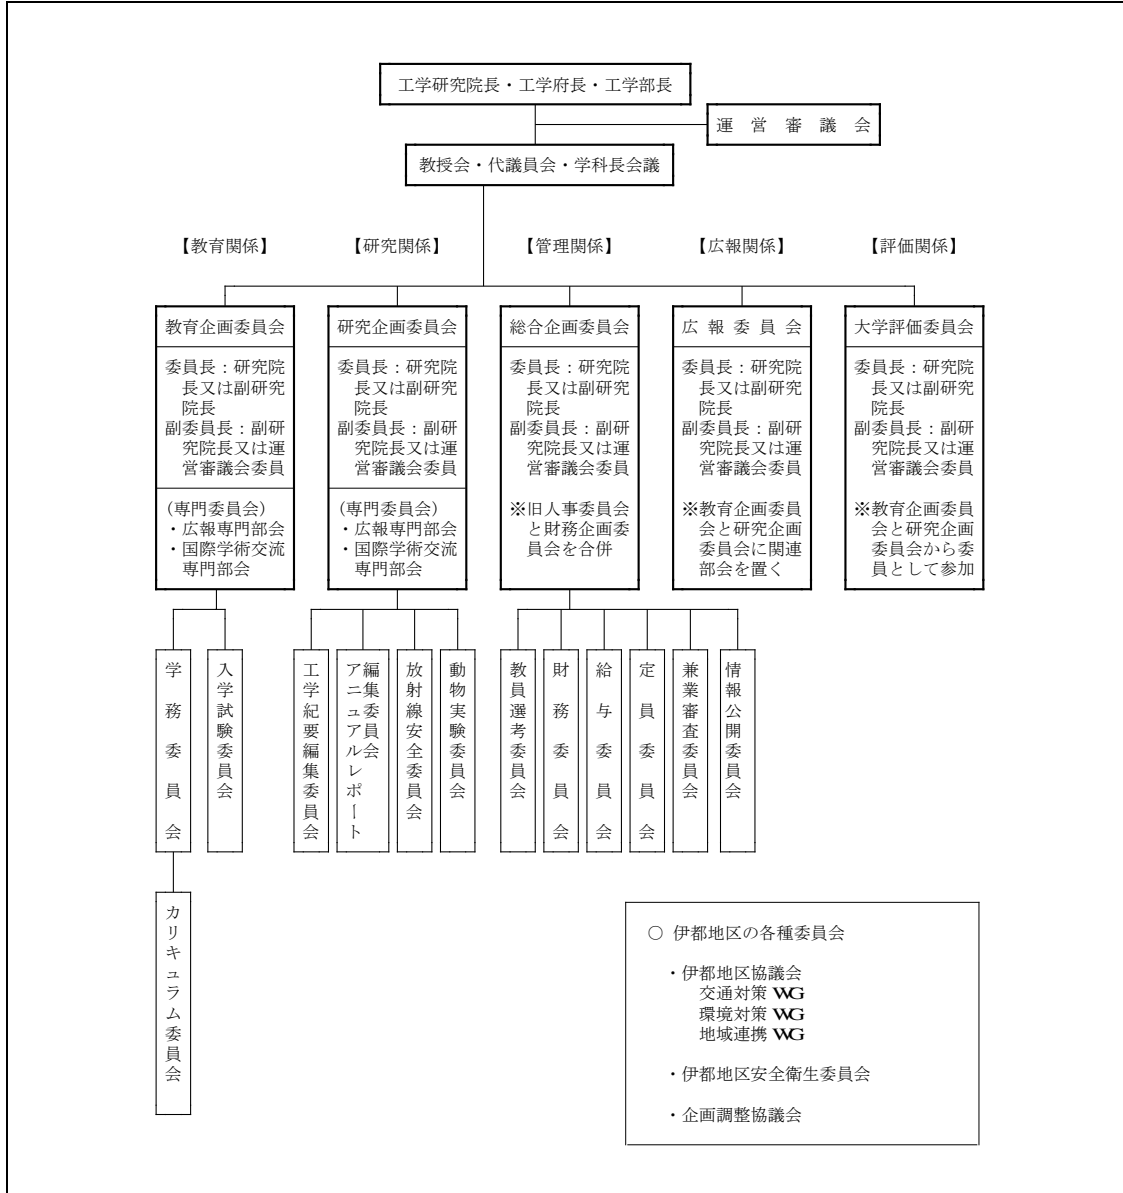 工学研究院長・工学府長・工学部長
運営審議会
教授会・代議員会・学科長会議
【教育関係】
【研究関係】
【管理関係】
【広報関係】
【評価関係】
教育企画委員会
委員長：研究院
長又は副研究
院長
副委員長：副研
究院長又は運
営審議会委員
(専門委員会)
・広報専門部会
・国際学術交流
専門部会
研究企画委員会
委員長：研究院
長又は副研究
院長
副委員長：副研
究院長又は運
営審議会委員
(専門委員会)
・広報専門部会
・国際学術交流
専門部会
総合企画委員会
委員長：研究院
長又は副研究
院長
副委員長：副研
究院長又は運
営審議会委員
※旧人事委員会
と財務企画委
員会を合併
広報委員会
委員長：研究院
長又は副研究
院長
副委員長：副研
究院長又は運
営審議会委員
※教育企画委員
会と研究企画
委員会に関連
部会を置く
大学評価委員会
委員長：研究院
長又は副研究
院長
副委員長：副研
究院長又は運
営審議会委員
※教育企画委員
会と研究企画
委員会から委
員として参加
学務委員会
入学試験委員会
工学紀要編集委員会
アニュアルレポート
編集委員会
放射線安全委員会
動物実験委員会
教員選考委員会
財務委員会
給与委員会
定員委員会
兼業審査委員会
情報公開委員会
カリキュラム委員会
○ 伊都地区の各種委員会
・伊都地区協議会
交通対策 WG
環境対策 WG
地域連携 WG
・伊都地区安全衛生委員会
・企画調整協議会